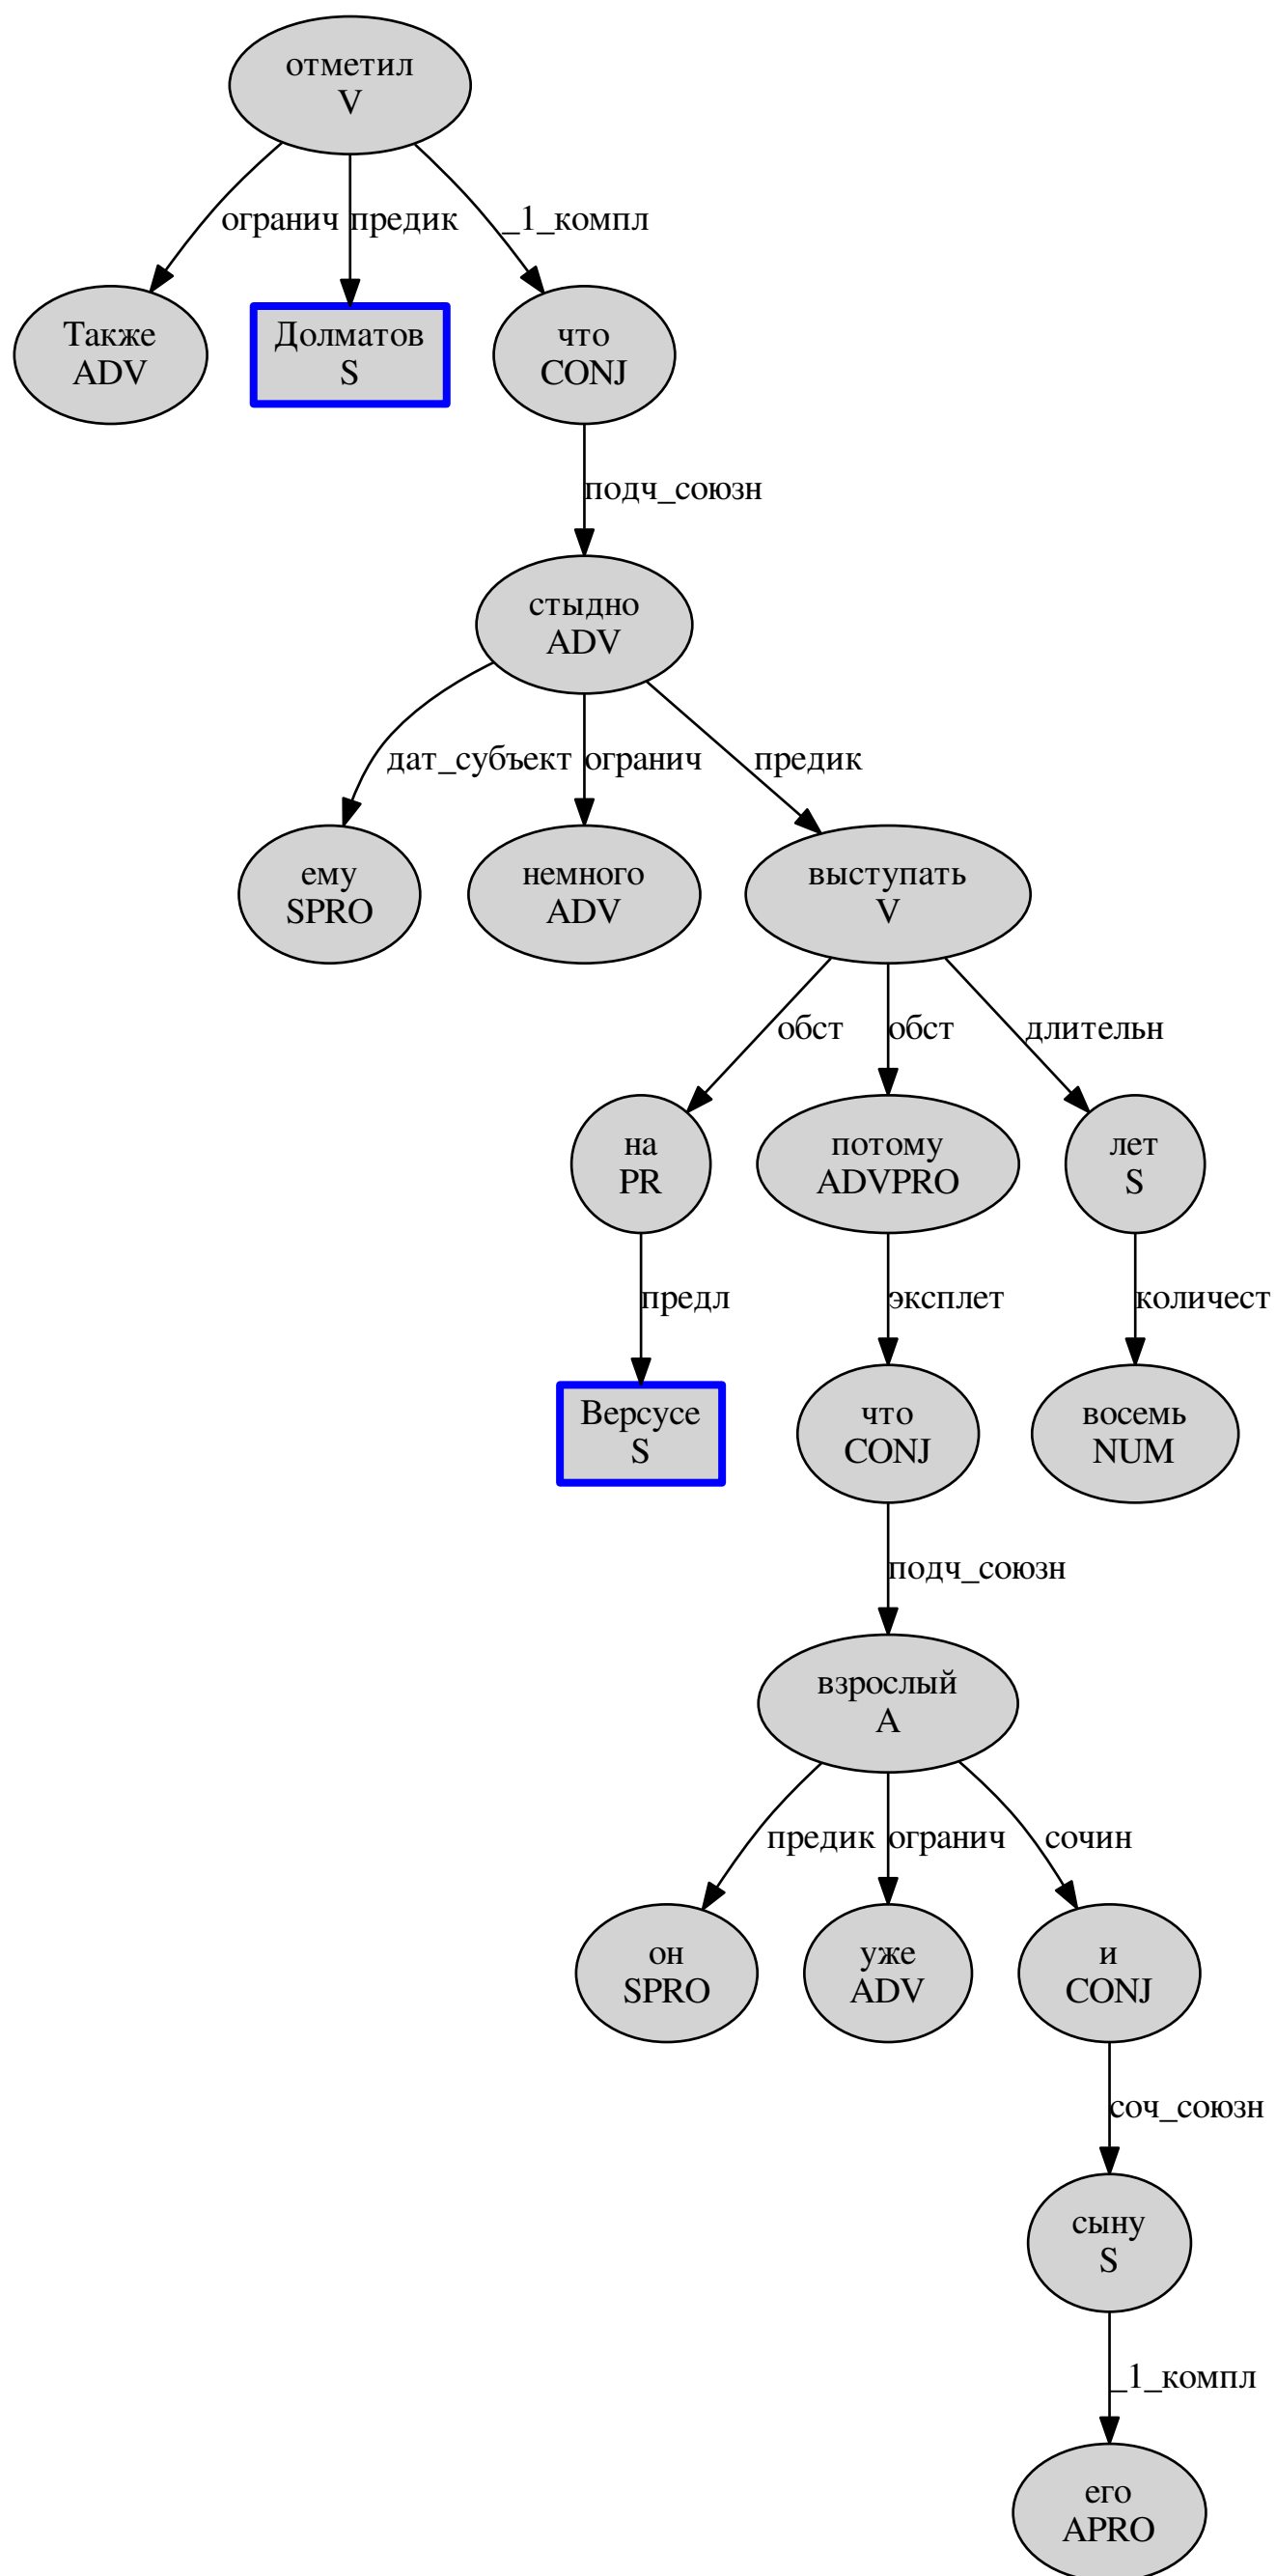 отметил
V
огранич предик _1_компл
Также
ADV
Долматов
S
что
CONJ
подч_союзн
стыдно
ADV
дат_субъект огранич предик
ему
SPRO
немного
ADV
выступать
V
обст обст длительн
на
PR
потому
ADVPRO
лет
S
предл эксплет количест
Версусе
S
что
CONJ
восемь
NUM
подч_союзн
взрослый
A
предик огранич сочин
он
SPRO
уже
ADV
и
CONJ
соч_союзн
сыну
S
_1_компл
его
APRO